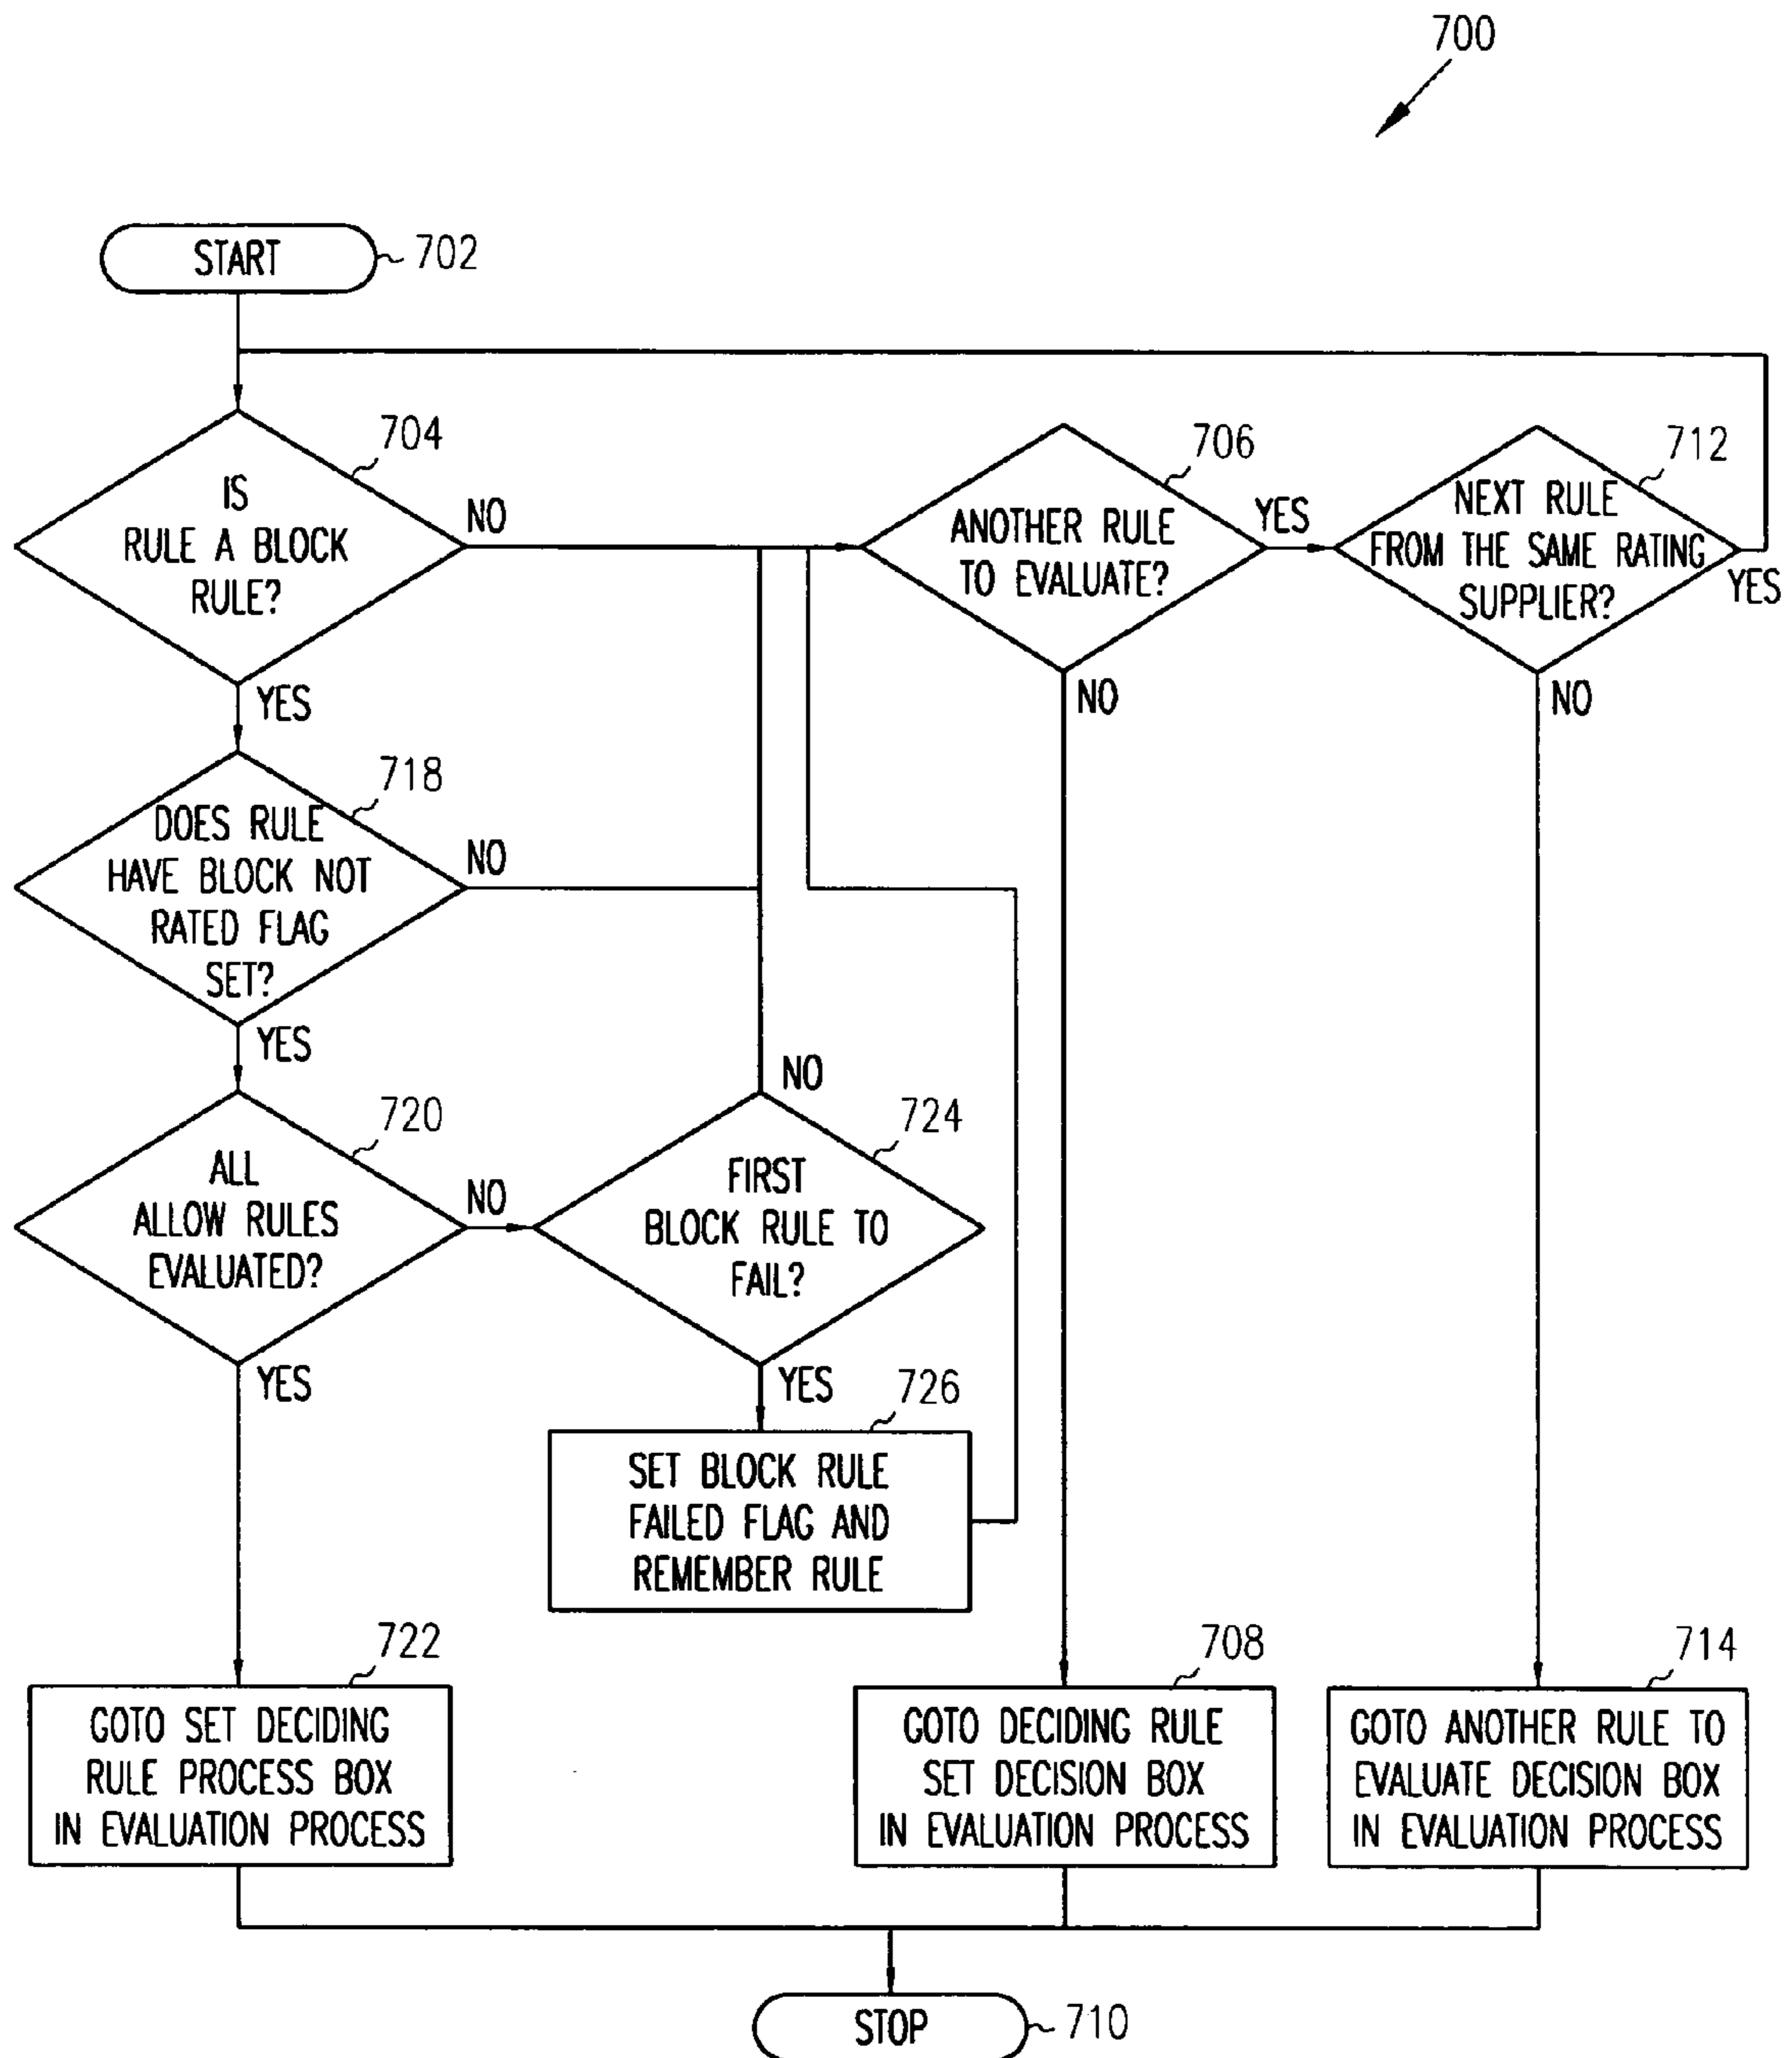 700
START
702
704
IS
RULE A BLOCK
RULE?
NO
YES
706
ANOTHER RULE
TO EVALUATE?
YES
NO
712
NEXT RULE
FROM THE SAME RATING
SUPPLIER?
YES
NO
718
DOES RULE
HAVE BLOCK NOT
RATED FLAG
SET?
NO
YES
720
ALL
ALLOW RULES
EVALUATED?
NO
YES
NO
724
FIRST
BLOCK RULE TO
FAIL?
YES
726
SET BLOCK RULE
FAILED FLAG AND
REMEMBER RULE
722
GOTO SET DECIDING
RULE PROCESS BOX
IN EVALUATION PROCESS
708
GOTO DECIDING RULE
SET DECISION BOX
IN EVALUATION PROCESS
714
GOTO ANOTHER RULE TO
EVALUATE DECISION BOX
IN EVALUATION PROCESS
STOP
710